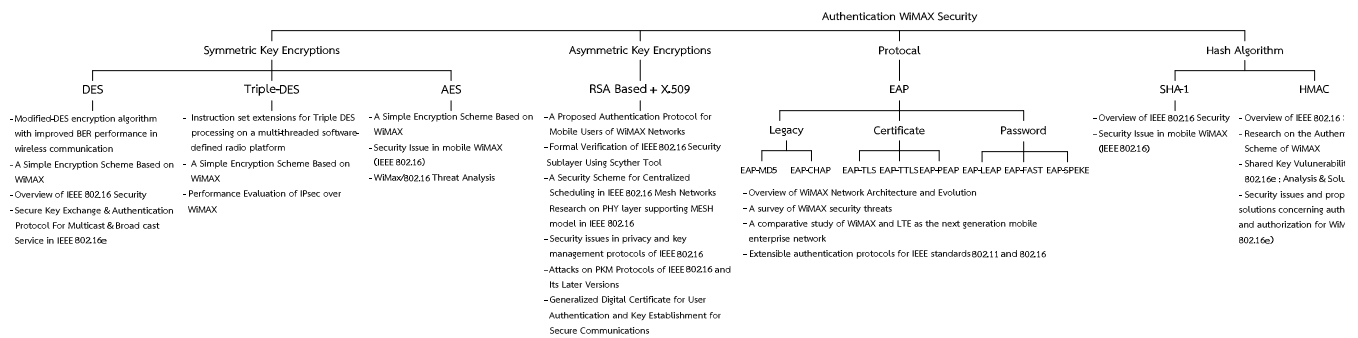 Authentication WiMAX Security
Symmetric Key Encryptions
Asymmetric Key Encryptions
Protocal
Hash Algorithm
DES
Triple-DES
AES
RSA Based + X.509
EAP
SHA-1
HMAC
-Modified-DES encryption algorithm
with improved BER performance in
wireless communication
-A Simple Encryption Scheme Based on
WiMAX
-Overview of IEEE 802.16 Security
-Secure Key Exchange & Authentication
Protocol For Multicast & Broad cast
Service in IEEE 802.16e
- Instruction set extensions for Triple DES
processing on a multi-threaded software-
defined radio platform
- A Simple Encryption Scheme Based on
WiMAX
-Performance Evaluation of IPsec over
WiMAX
-A Simple Encryption Scheme Based on
WiMAX
-Security Issue in mobile WiMAX
(IEEE 802.16)
-WiMax/802.16 Threat Analysis
-A Proposed Authentication Protocol for
Mobile Users of WiMAX Networks
-Formal Verification of IEEE 802.16 Security
Sublayer Using Scyther Tool
-A Security Scheme for Centralized
Scheduling in IEEE 802.16 Mesh Networks
Research on PHY layer supporting MESH
model in IEEE 802.16
-Security issues in privacy and key
management protocols of IEEE 802.16
-Attacks on PKM Protocols of IEEE 802.16 and
Its Later Versions
-Generalized Digital Certificate for User
Authentication and Key Establishment for
Secure Communications
Legacy
Certificate
Password
EAP-MD5
EAP-CHAP
EAP-TLS
EAP-TTLS
EAP-PEAP
EAP-LEAP
EAP-FAST
EAP-SPEKE
-Overview of WiMAX Network Architecture and Evolution
-A survey of WiMAX security threats
-A comparative study of WiMAX and LTE as the next generation mobile
enterprise network
-Extensible authentication protocols for IEEE standards 802.11 and 802.16
-Overview of IEEE 802.16 Security
-Security Issue in mobile WiMAX
(IEEE 802.16)
-Overview of IEEE 802.16
-Research on the Authen
Scheme of WiMAX
-Shared Key Vulunerabilit
802.16e : Analysis & Solu
-Security issues and prop
solutions concerning auth
and authorization for WiM
802.16e)